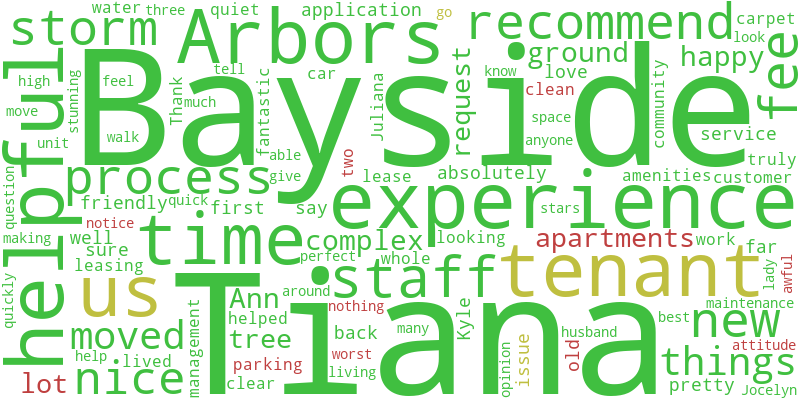 water
three
quiet
application
go
carpet
storm
Arbors
recommend
look
tell
ground
happy
fee
high
feel
stunning
Thank
car
love
know
move
much
fantastic
Juliana
request
clean
community
Bayside
unit
walk
space
anyone
service
helpful
able
two
truly
process
give
lease
absolutely
amenities
customer
question
friendly
quick
first
say
experience
stars
notice
making
well
time
complex
looking
apartments
work
far
sure
perfect
whole
leasing
us
Tiana
staff
tenant
lady
awful
quickly
management
Ann
around
helped
nothing
many
Kyle
maintenance
new
moved
tree
back
husband
best
issue
old
attitude
help
lived
parking
worst
things
lot
nice
clear
living
opinion
pretty
Jocelyn